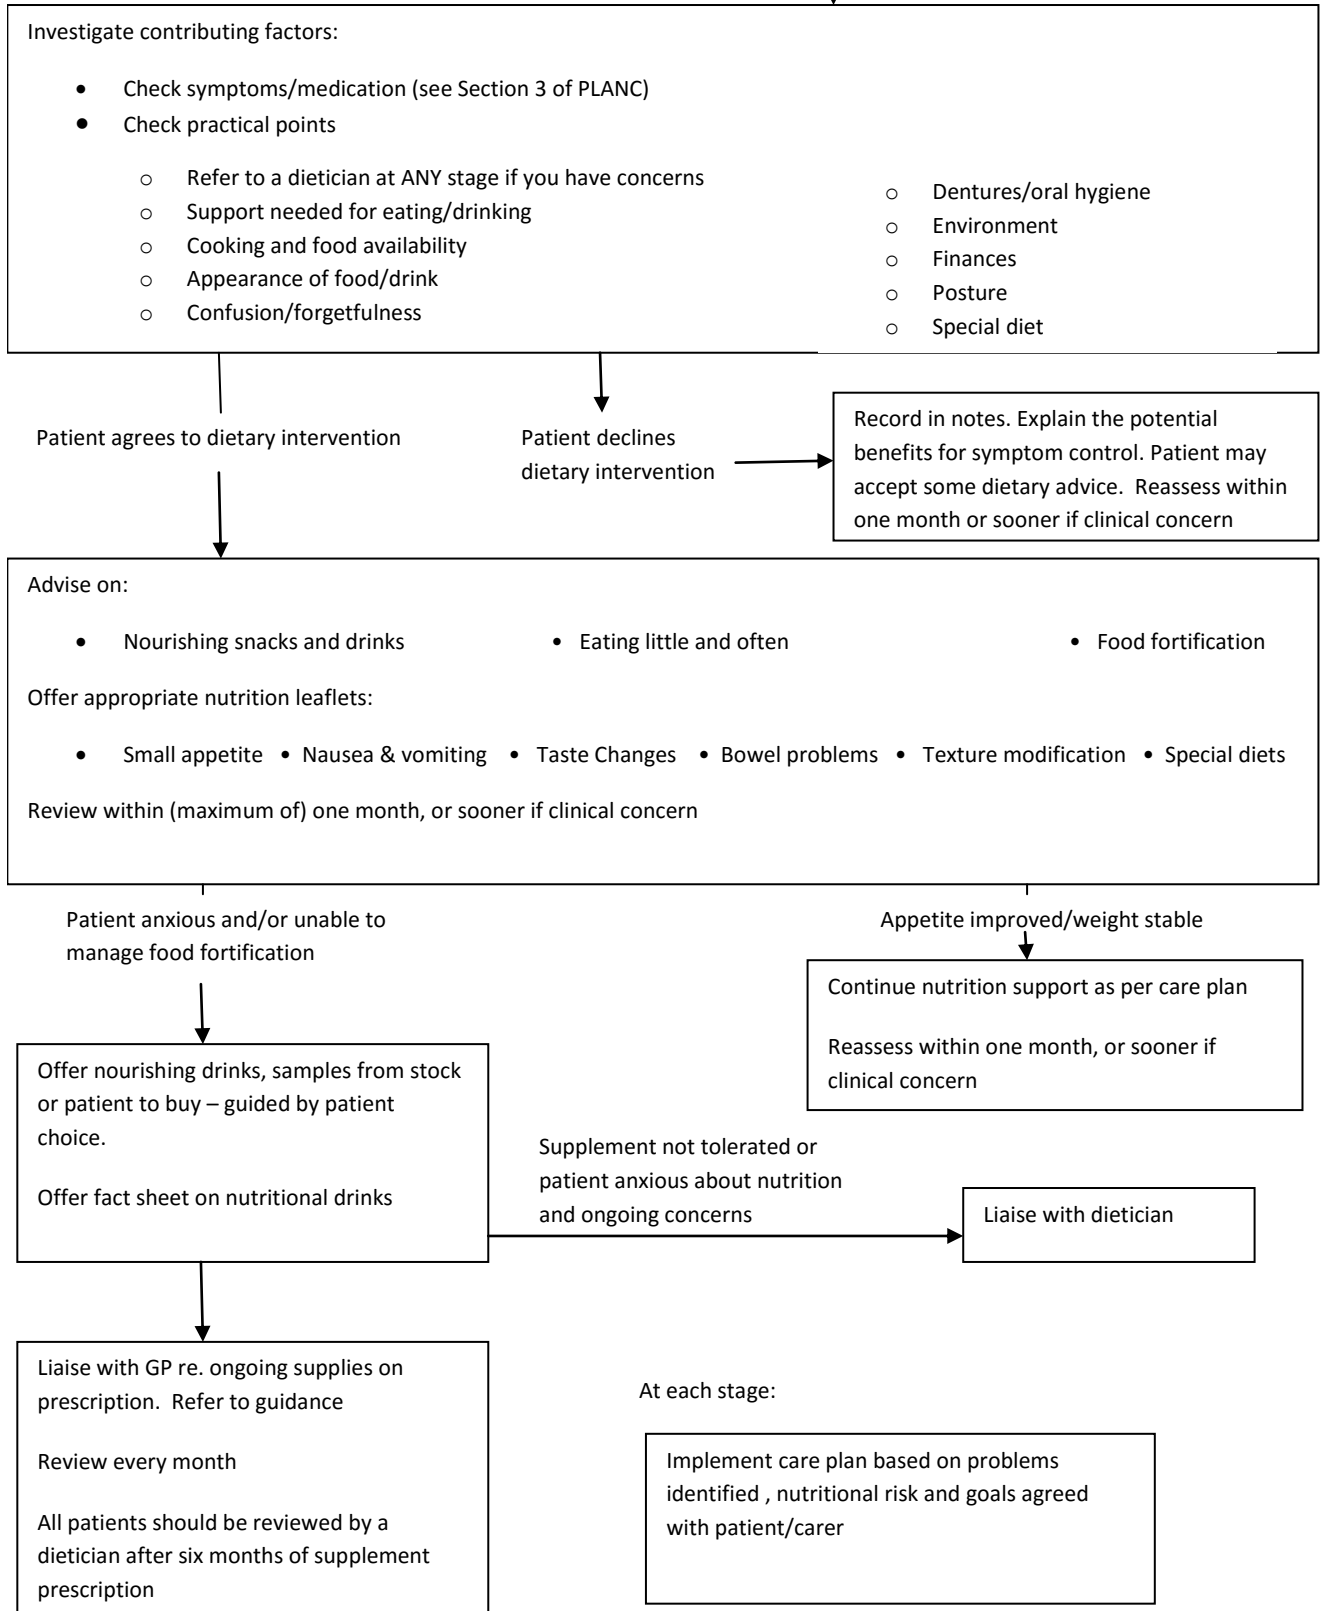 Investigate contributing factors:
• Check symptoms/medication (see Section 3 of PLANC)
• Check practical points
o Refer to a dietician at ANY stage if you have concerns
o Support needed for eating/drinking
o Cooking and food availability
o Appearance of food/drink
o Confusion/forgetfulness
o Dentures/oral hygiene
o Environment
o Finances
o Posture
o Special diet
Patient agrees to dietary intervention
Patient declines
dietary intervention
Record in notes. Explain the potential
benefits for symptom control. Patient may
accept some dietary advice. Reassess within
one month or sooner if clinical concern
Advise on:
• Nourishing snacks and drinks • Eating little and often • Food fortification
Offer appropriate nutrition leaflets:
• Small appetite • Nausea & vomiting • Taste Changes • Bowel problems • Texture modification • Special diets
Review within (maximum of) one month, or sooner if clinical concern
Patient anxious and/or unable to
manage food fortification
Appetite improved/weight stable
Continue nutrition support as per care plan
Reassess within one month, or sooner if
clinical concern
Offer nourishing drinks, samples from stock
or patient to buy – guided by patient
choice.
Offer fact sheet on nutritional drinks
Supplement not tolerated or
patient anxious about nutrition
and ongoing concerns
Liaise with dietician
Liaise with GP re. ongoing supplies on
prescription. Refer to guidance
Review every month
All patients should be reviewed by a
dietician after six months of supplement
prescription
At each stage:
Implement care plan based on problems
identified , nutritional risk and goals agreed
with patient/carer